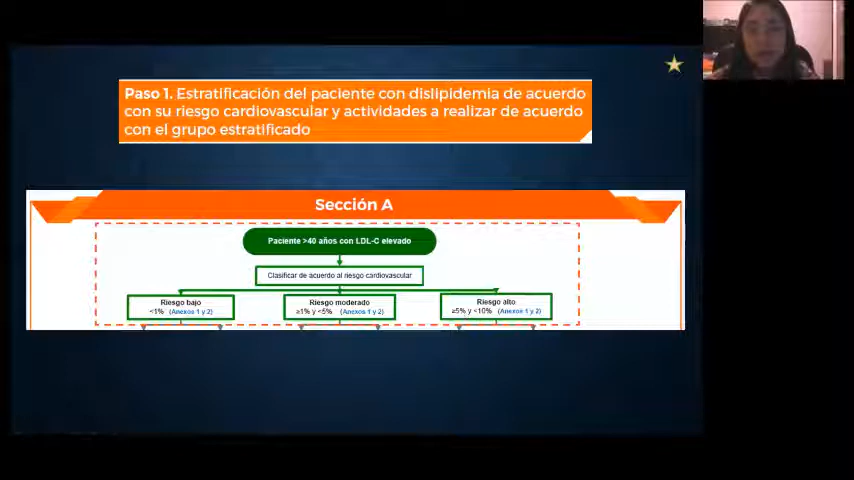 Paso 1. Estratificación del paciente con dislipidemia de acuerdo
con su riesgo cardiovascular y actividades a realizar de acuerdo
con el grupo estratificado
Sección A
Paciente >40 años con LDL-C elevado
Clasificar de acuerdo al riesgo cardiovascular
Riesgo bajo
<1% (Anexos 1 y 2)
Riesgo moderado
≥1% y <5% (Anexos 1 y 2)
Riesgo alto
≥5% y <10% (Anexos 1 y 2)